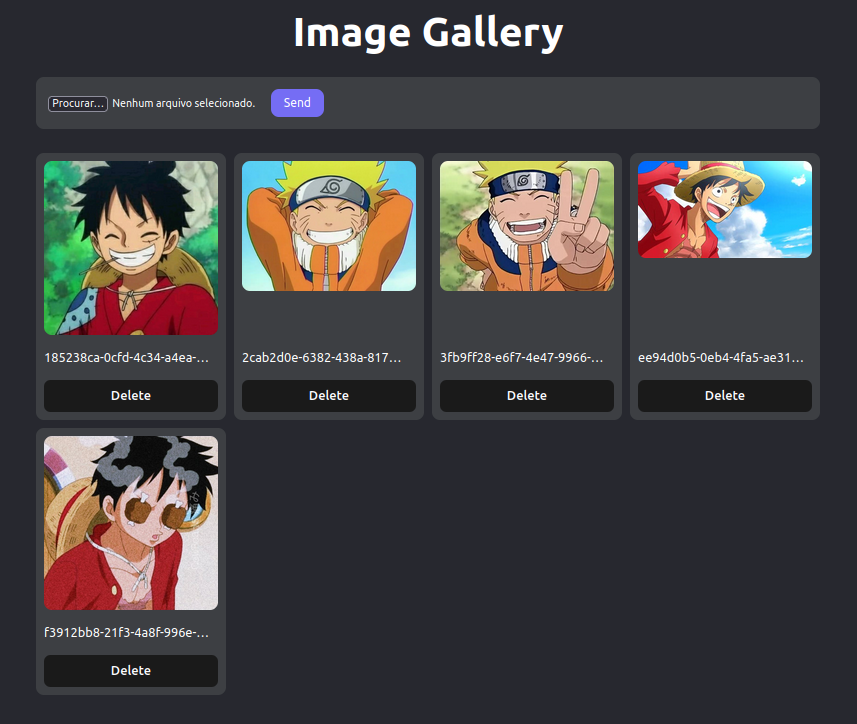 Image Gallery
Procurar... Nenhum arquivo selecionado. Send
185238ca-0cfd-4c34-a4ea-... 2cab2d0e-6382-438a-817... 3fb9ff28-e6f7-4e47-9966-... ee94d0b5-0eb4-4fa5-ae31...
Delete Delete Delete Delete
f3912bb8-21f3-4a8f-996e-...
Delete